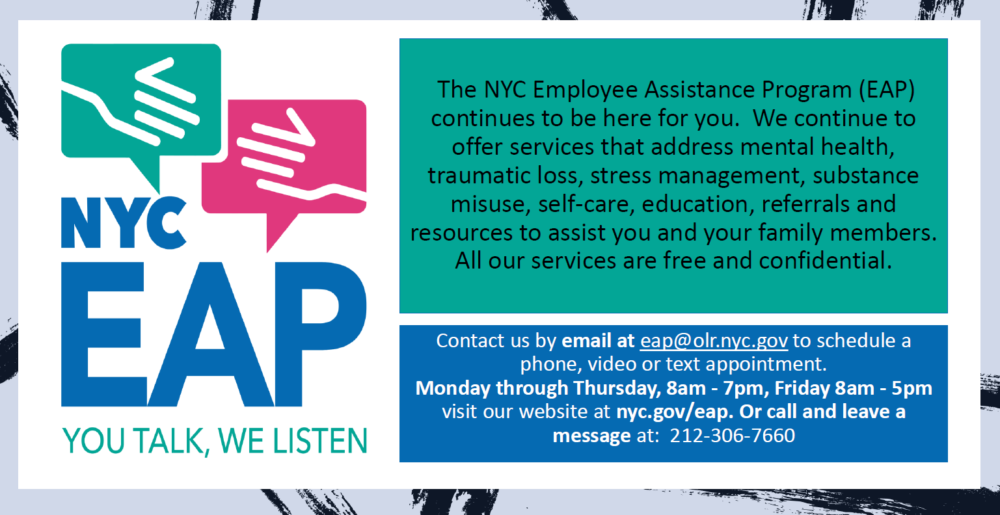 NYC
EAP
YOU TALK, WE LISTEN
The NYC Employee Assistance Program (EAP)
continues to be here for you.  We continue to
offer services that address mental health,
traumatic loss, stress management, substance
misuse, self-care, education, referrals and
resources to assist you and your family members.
All our services are free and confidential.
Contact us by email at eap@olr.nyc.gov to schedule a
phone, video or text appointment.
Monday through Thursday, 8am - 7pm, Friday 8am - 5pm
visit our website at nyc.gov/eap. Or call and leave a
message at:  212-306-7660